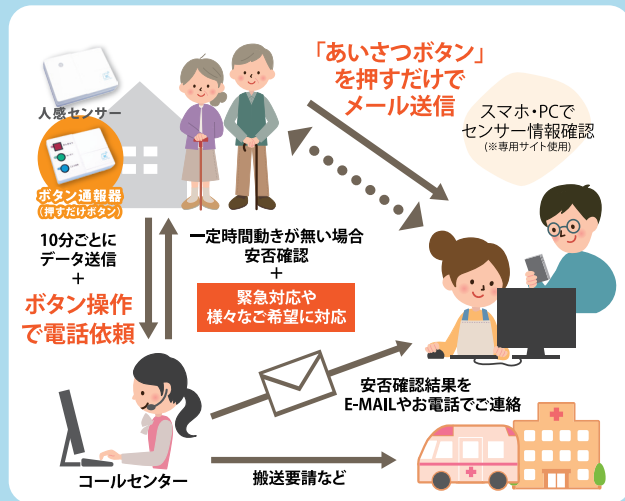 「あいさつボタン」
を押すだけで
メール送信
スマホ・PCで
センサー情報確認
(※専用サイト使用)
人感センサー
ボタン通報器
(押すだけボタン)
10分ごとに
データ送信
+
ボタン操作
で電話依頼
一定時間動きが無い場合
安否確認
+
緊急対応や
様々なご希望に対応
安否確認結果を
E-MAILやお電話でご連絡
コールセンター
搬送要請など